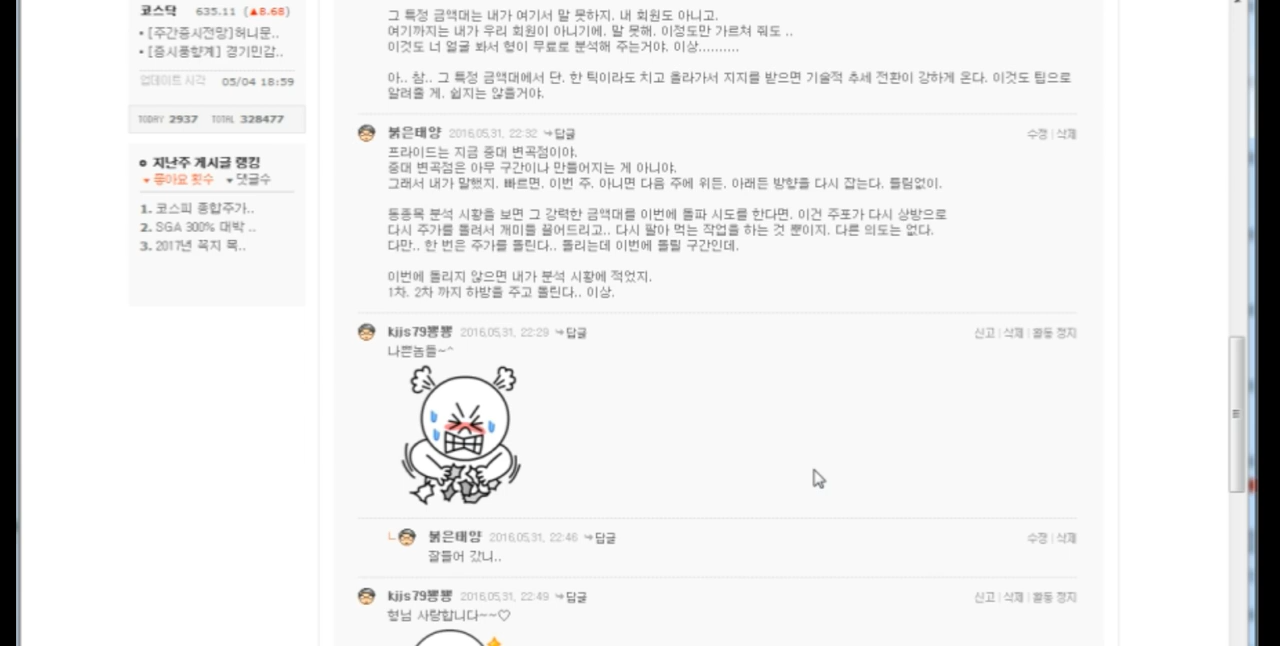 코스닥 635.11 (▲8.68)
• [주간증시전망]허니문..
• [증시풍향계] 경기민감..
업데이트 시각 05/04 18:59
TODAY 2937 TOTAL 328477
지난주 게시글 랭킹
▾ 좋아요 횟수 ▾ 댓글수
1. 코스피 종합주가..
2. SGA 300% 대박 ..
3. 2017년 꼭지 목..
그 특정 금액대는 내가 여기서 말 못하지. 내 회원도 아니고.
여기까지는 내가 우리 회원이 아니기에. 말 못해. 이정도만 가르쳐 줘도 ..
이것도 너 얼굴 봐서 형이 무료로 분석해 주는거야. 이상..........
아.. 참.. 그 특정 금액대에서 단. 한 틱이라도 치고 올라가서 지지를 받으면 기술적 추세 전환이 강하게 온다. 이것도 팁으로
알려줄 게. 쉽지는 않을거야.
붉은태양 2016.05.31. 22:32 ↪답글 수정 | 삭제
프라이드는 지금 중대 변곡점이야.
중대 변곡점은 아무 구간이나 만들어지는 게 아니야.
그래서 내가 말했지. 빠르면. 이번 주. 아니면 다음 주에 위든. 아래든 방향을 다시 잡는다. 틀림없이.
동종목 분석 시황을 보면 그 강력한 금액대를 이번에 돌파 시도를 한다면. 이건 주포가 다시 상방으로
다시 주가를 돌려서 개미들 끌어드리고.. 다시 팔아 먹는 작업을 하는 것 뿐이지. 다른 의도는 없다.
다만.. 한 번은 주가를 돌린다.. 돌리는데 이번에 돌릴 구간인데.
이번에 돌리지 않으면 내가 분석 시황에 적었지.
1차. 2차 까지 하방을 주고 돌린다.. 이상.
kjjs79뽕뽕 2016.05.31. 22:29 ↪답글 신고 | 삭제 | 활동 정지
나쁜놈들~^
붉은태양 2016.05.31. 22:46 ↪답글 수정 | 삭제
잘들어 갔니..
kjjs79뽕뽕 2016.05.31. 22:49 ↪답글 신고 | 삭제 | 활동 정지
형님 사랑합니다~~♡